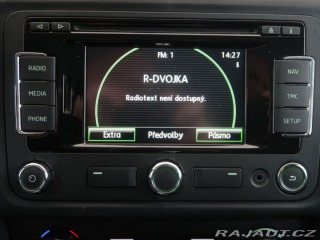 FM: 1
14:27
RADIO
NAV
R-DVOJKA
MEDIA
TMC
Radiotext není dostupný.
PHONE
SETUP
Extra
Předvolby
Pásmo
RAJAUT.CZ